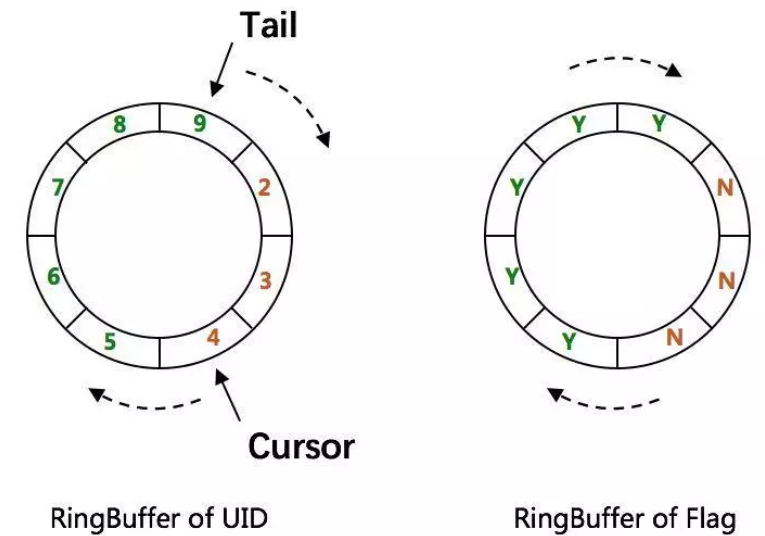 Tail
8 9
7 2
6 3
5 4
Cursor
RingBuffer of UID
Y Y
Y N
Y N
Y N
RingBuffer of Flag